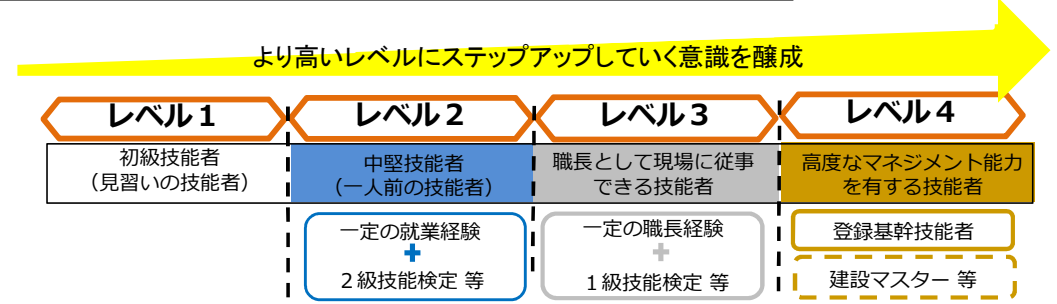 より高いレベルにステップアップしていく意識を醸成
レベル１
レベル２
レベル３
レベル４
初級技能者
（見習いの技能者）
中堅技能者
（一人前の技能者）
職長として現場に従事
できる技能者
高度なマネジメント能力
を有する技能者
一定の就業経験
＋
２級技能検定 等
一定の職長経験
＋
１級技能検定 等
登録基幹技能者
建設マスター 等